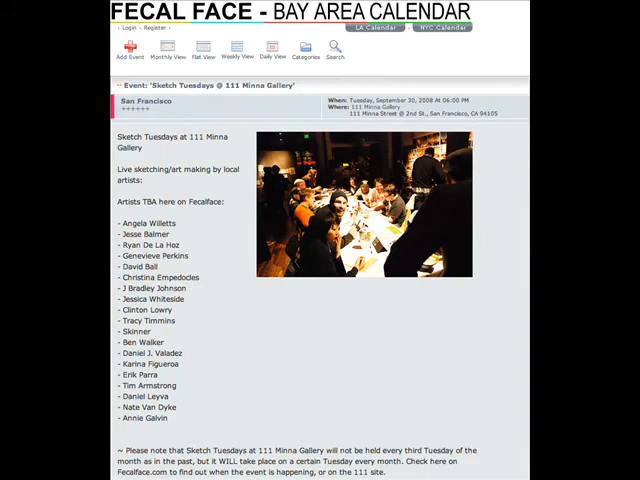 FECAL FACE - BAY AREA CALENDAR
· Login · Register ·
LA Calendar - NYC Calendar
Add Event Monthly View Flat View Weekly View Daily View Categories Search
Event: 'Sketch Tuesdays @ 111 Minna Gallery'
San Francisco
++++++
When: Tuesday, September 30, 2008 At 06:00 PM
Where: 111 Minna Gallery
111 Minna Street @ 2nd St., San Francisco, CA 94105
Sketch Tuesdays at 111 Minna
Gallery
Live sketching/art making by local
artists:
Artists TBA here on Fecalface:
- Angela Willetts
- Jesse Balmer
- Ryan De La Hoz
- Genevieve Perkins
- David Ball
- Christina Empedocles
- J Bradley Johnson
- Jessica Whiteside
- Clinton Lowry
- Tracy Timmins
- Skinner
- Ben Walker
- Daniel J. Valadez
- Karina Figueroa
- Erik Parra
- Tim Armstrong
- Daniel Leyva
- Nate Van Dyke
- Annie Galvin
~ Please note that Sketch Tuesdays at 111 Minna Gallery will not be held every third Tuesday of the
month as in the past, but it WILL take place on a certain Tuesday every month. Check here on
Fecalface.com to find out when the event is happening, or on the 111 site.